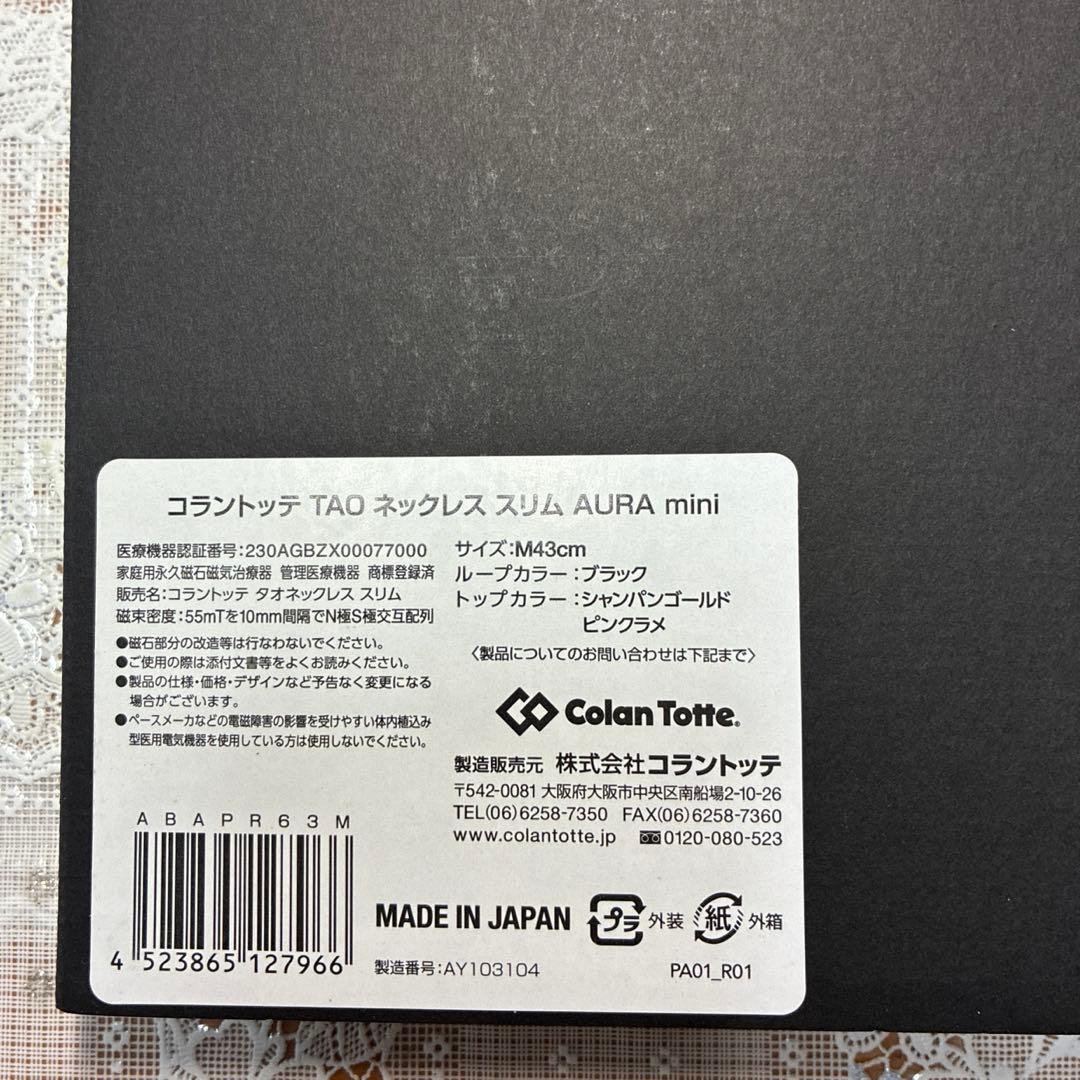 コラントッテ TAO ネックレス スリム AURA mini
医療機器認証番号:230AGBZX00077000
家庭用永久磁石磁気治療器 管理医療機器 商標登録済
販売名:コラントッテ タオネックレス スリム
磁束密度:55mTを10mm間隔でN極S極交互配列
●磁石部分の改造等は行なわないでください。
●ご使用の際は添付文書等をよくお読みください。
●製品の仕様・価格・デザインなど予告なく変更になる
場合がございます。
●ペースメーカなどの電磁障害の影響を受けやすい体内植込み
型医用電気機器を使用している方は使用しないでください。
サイズ:M43cm
ループカラー:ブラック
トップカラー:シャンパンゴールド
ピンクラメ
〈製品についてのお問い合わせは下記まで〉
Colan Totte®
製造販売元 株式会社コラントッテ
〒542-0081 大阪府大阪市中央区南船場2-10-26
TEL(06)6258-7350 FAX(06)6258-7360
www.colantotte.jp 0120-080-523
ABAPR63M
4 523865 127966
MADE IN JAPAN
プラ 外装
紙 外箱
製造番号:AY103104
PA01_R01